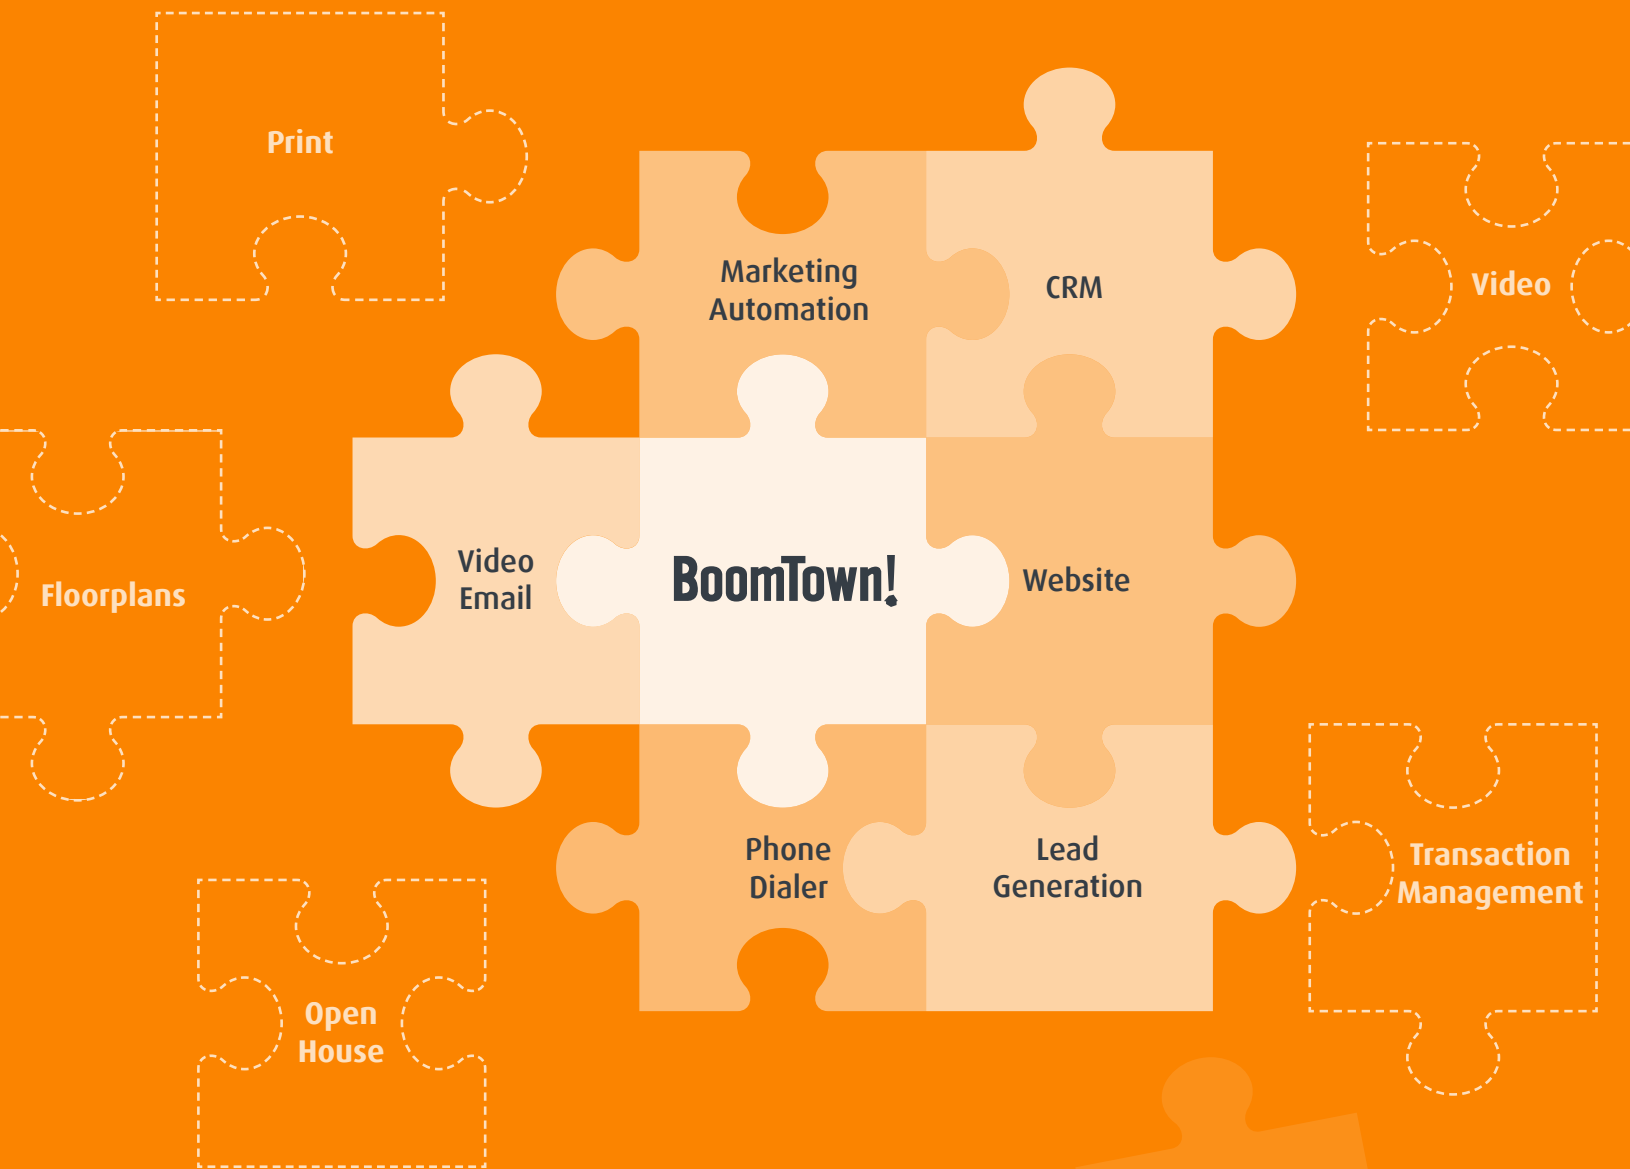 Print
Marketing
Automation
CRM
Video
Video
Email
BoomTown!
Website
Floorplans
Phone
Dialer
Lead
Generation
Transaction
Management
Open
House